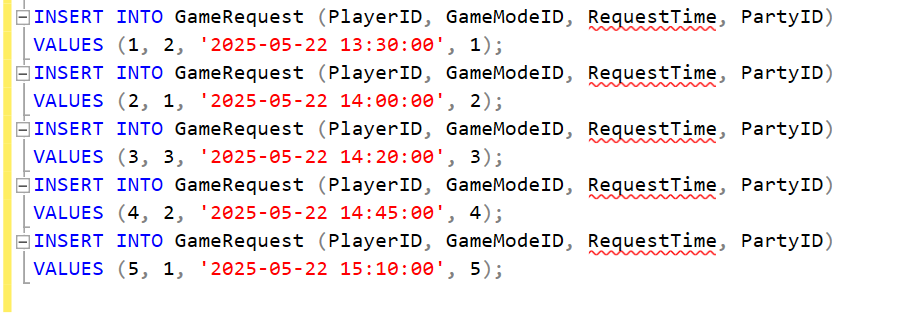 INSERT INTO GameRequest (PlayerID, GameModeID, RequestTime, PartyID)
VALUES (1, 2, '2025-05-22 13:30:00', 1);
INSERT INTO GameRequest (PlayerID, GameModeID, RequestTime, PartyID)
VALUES (2, 1, '2025-05-22 14:00:00', 2);
INSERT INTO GameRequest (PlayerID, GameModeID, RequestTime, PartyID)
VALUES (3, 3, '2025-05-22 14:20:00', 3);
INSERT INTO GameRequest (PlayerID, GameModeID, RequestTime, PartyID)
VALUES (4, 2, '2025-05-22 14:45:00', 4);
INSERT INTO GameRequest (PlayerID, GameModeID, RequestTime, PartyID)
VALUES (5, 1, '2025-05-22 15:10:00', 5);